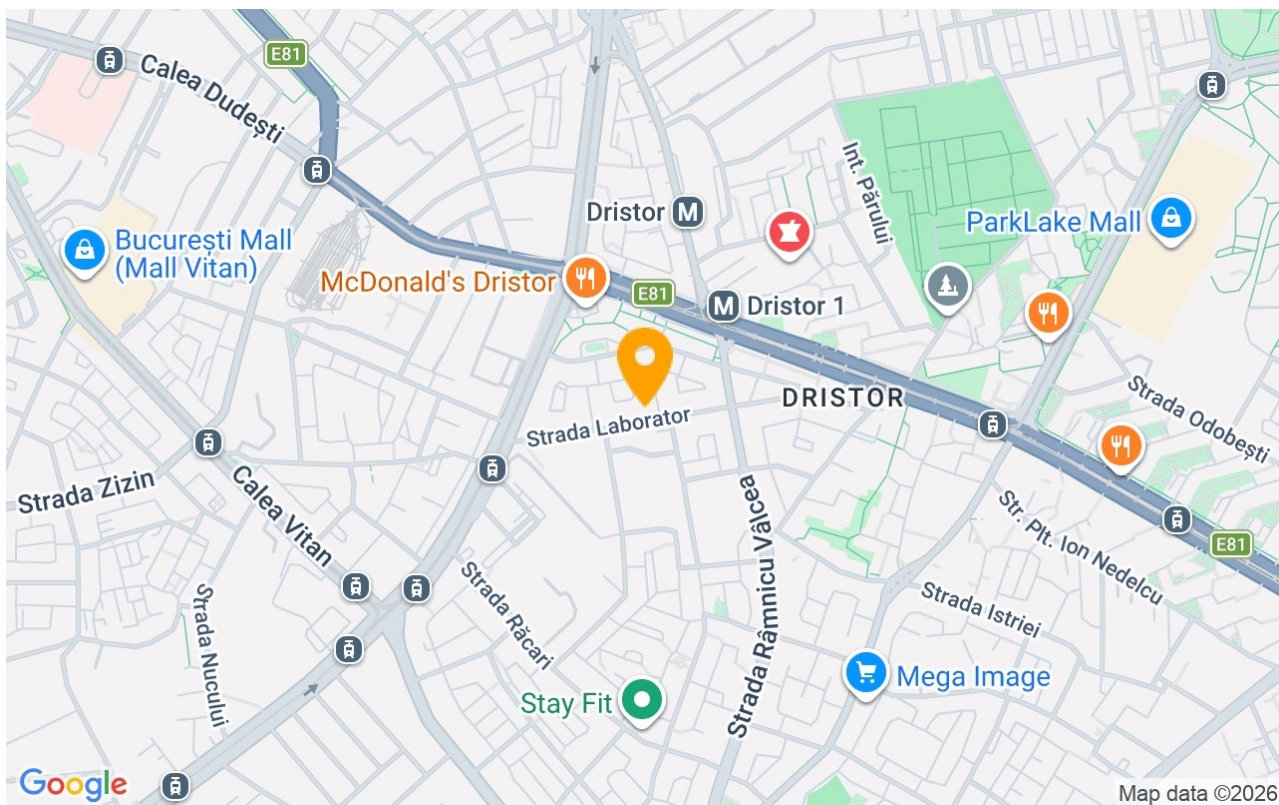 E81
Calea Dudești
Int. Părului
Dristor
M
ParkLake Mall
București Mall
(Mall Vitan)
McDonald's Dristor
E81
M
Dristor 1
DRISTOR
Strada Odobești
Strada Laborator
Strada Zizin
Calea Vitan
Strada Râmnicu Vâlcea
Str. Plt. Ion Nedelcu
E81
Strada Răcari
Strada Nucului
Strada Istriei
Mega Image
Stay Fit
Google
Map data ©2026